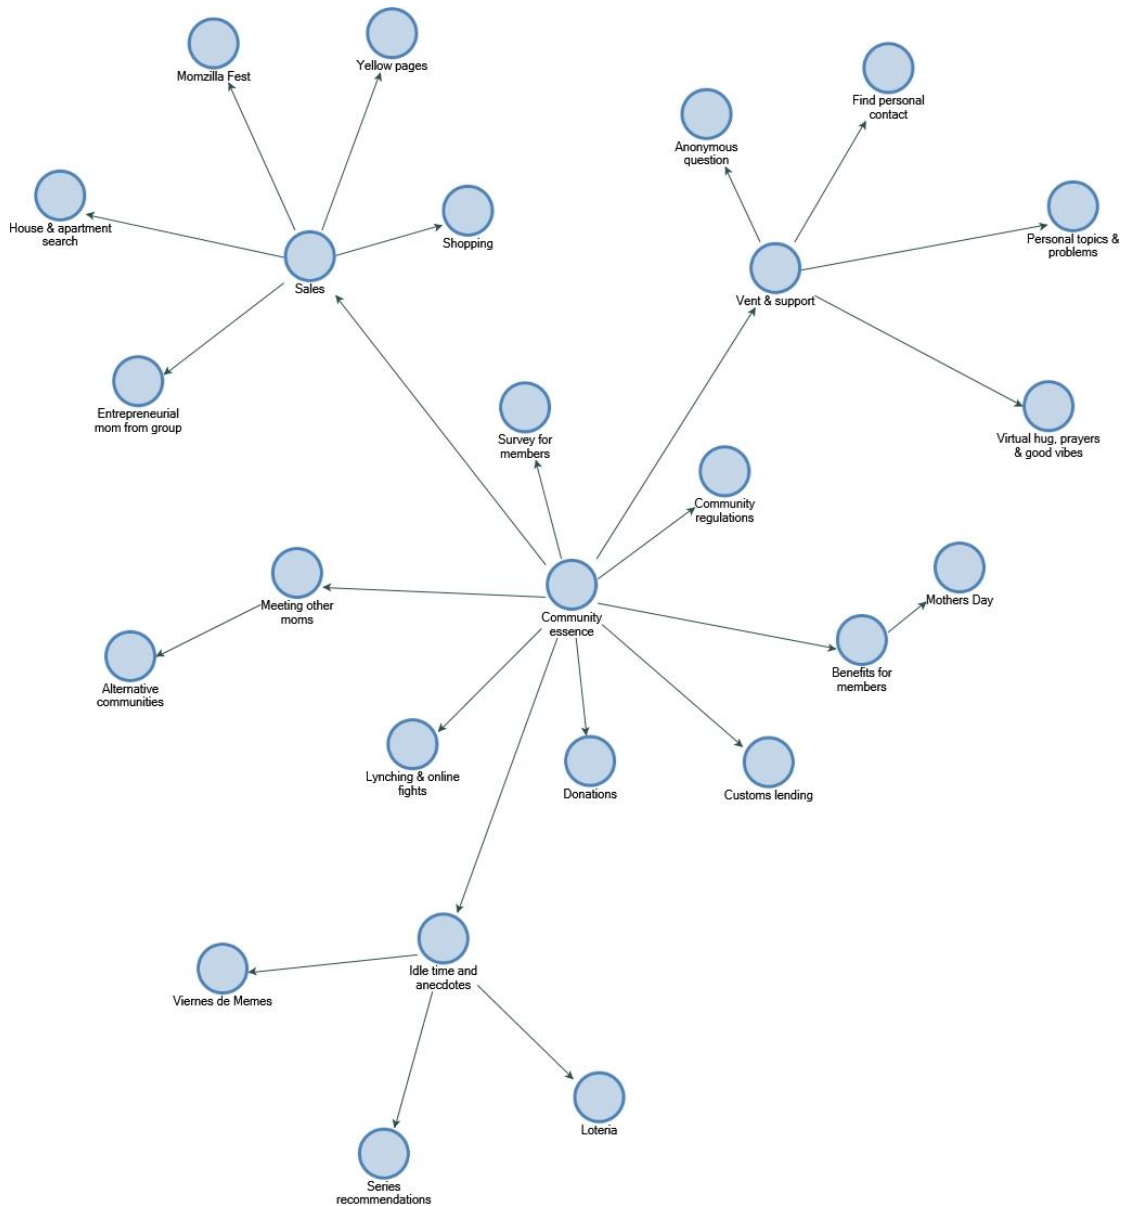 Momzilla Fest
Yellow pages
Find personal
contact
Anonymous
question
House & apartment
search
Shopping
Personal topics &
problems
Sales
Vent & support
Entrepreneurial
mom from group
Survey for
members
Virtual hug, prayers
& good vibes
Community
regulations
Meeting other
moms
Community
essence
Mothers Day
Alternative
communities
Benefits for
members
Lynching & online
fights
Donations
Customs lending
Idle time and
anecdotes
Viernes de Memes
Loteria
Series
recommendations